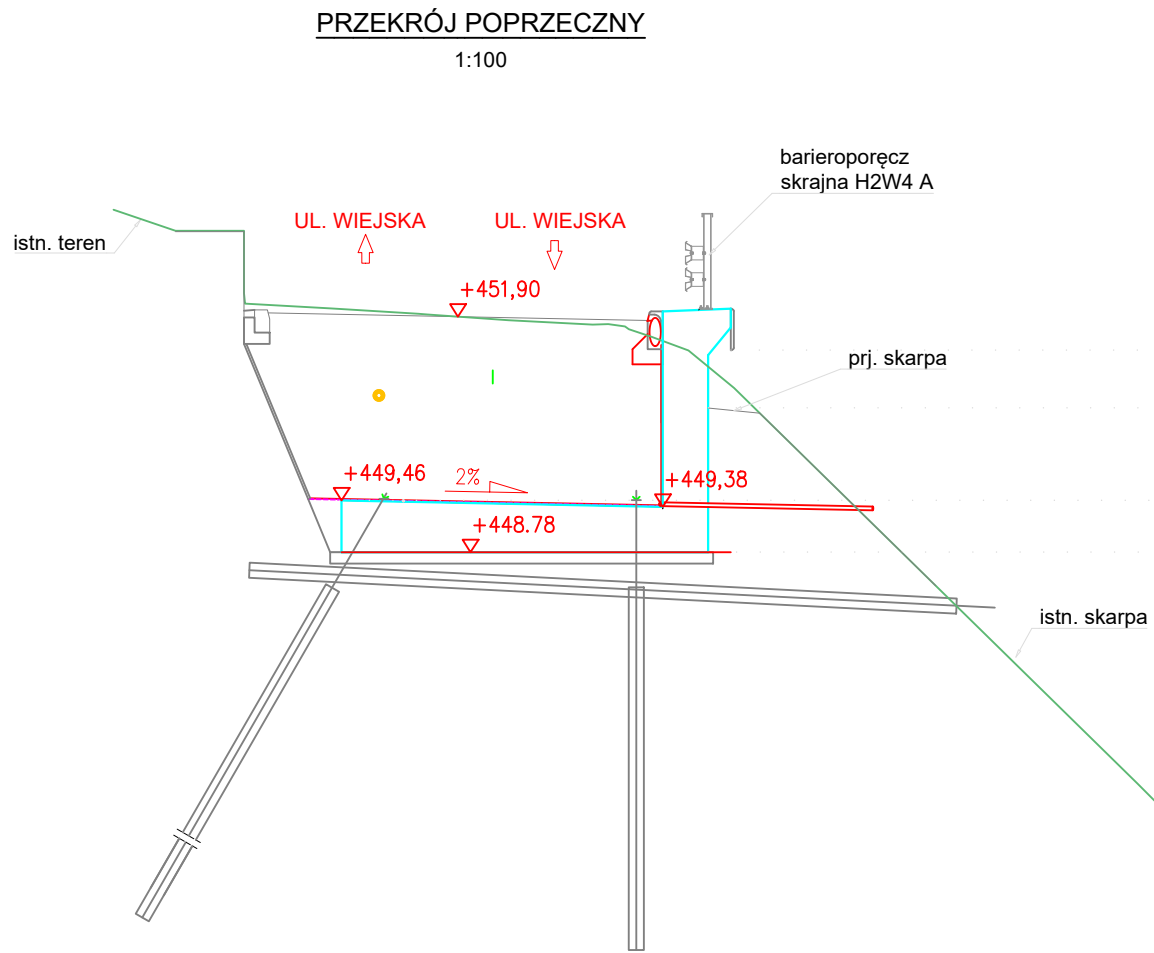 PRZEKRÓJ POPRZECZNY
1:100
barieroporęcz
skrajna H2W4 A
UL. WIEJSKA
UL. WIEJSKA
istn. teren
+451,90
prj. skarpa
+449,46
2%
+449,38
+448.78
istn. skarpa